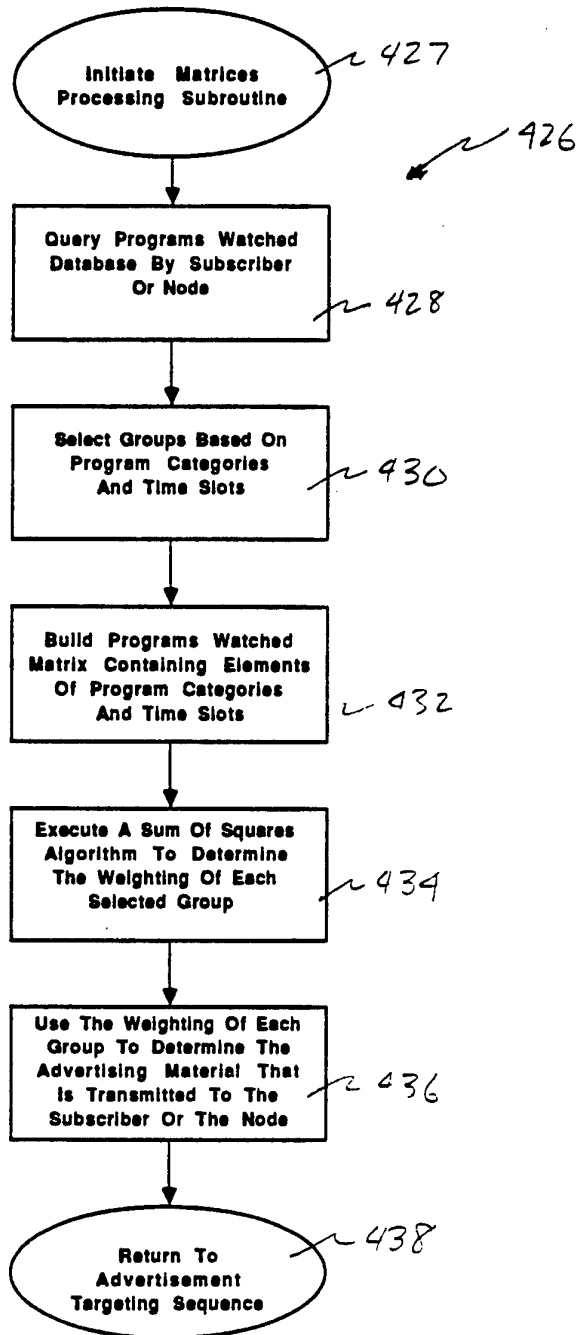 Initiate Matrices
Processing Subroutine
427
426
Query Programs Watched
Database By Subscriber
Or Node
428
Select Groups Based On
Program Categories
And Time Slots
430
Build Programs Watched
Matrix Containing Elements
Of Program Categories
And Time Slots
432
Execute A Sum Of Squares
Algorithm To Determine
The Weighting Of Each
Selected Group
434
Use The Weighting Of Each
Group To Determine The
Advertising Material That
Is Transmitted To The
Subscriber Or The Node
436
Return To
Advertisement
Targeting Sequence
438